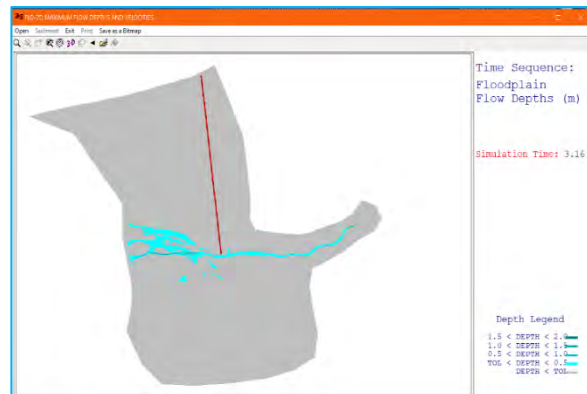 FLO-2D MAXIMUM FLOW DEPTHS AND VELOCITIES
Open Sediment Exit Print Save as a Bitmap
Time Sequence:
Floodplain
Flow Depths (m)
Simulation Time: 3.16
Depth Legend
1.5 < DEPTH < 2.0
1.0 < DEPTH < 1.5
0.5 < DEPTH < 1.0
TOL < DEPTH < 0.5
DEPTH < TOL